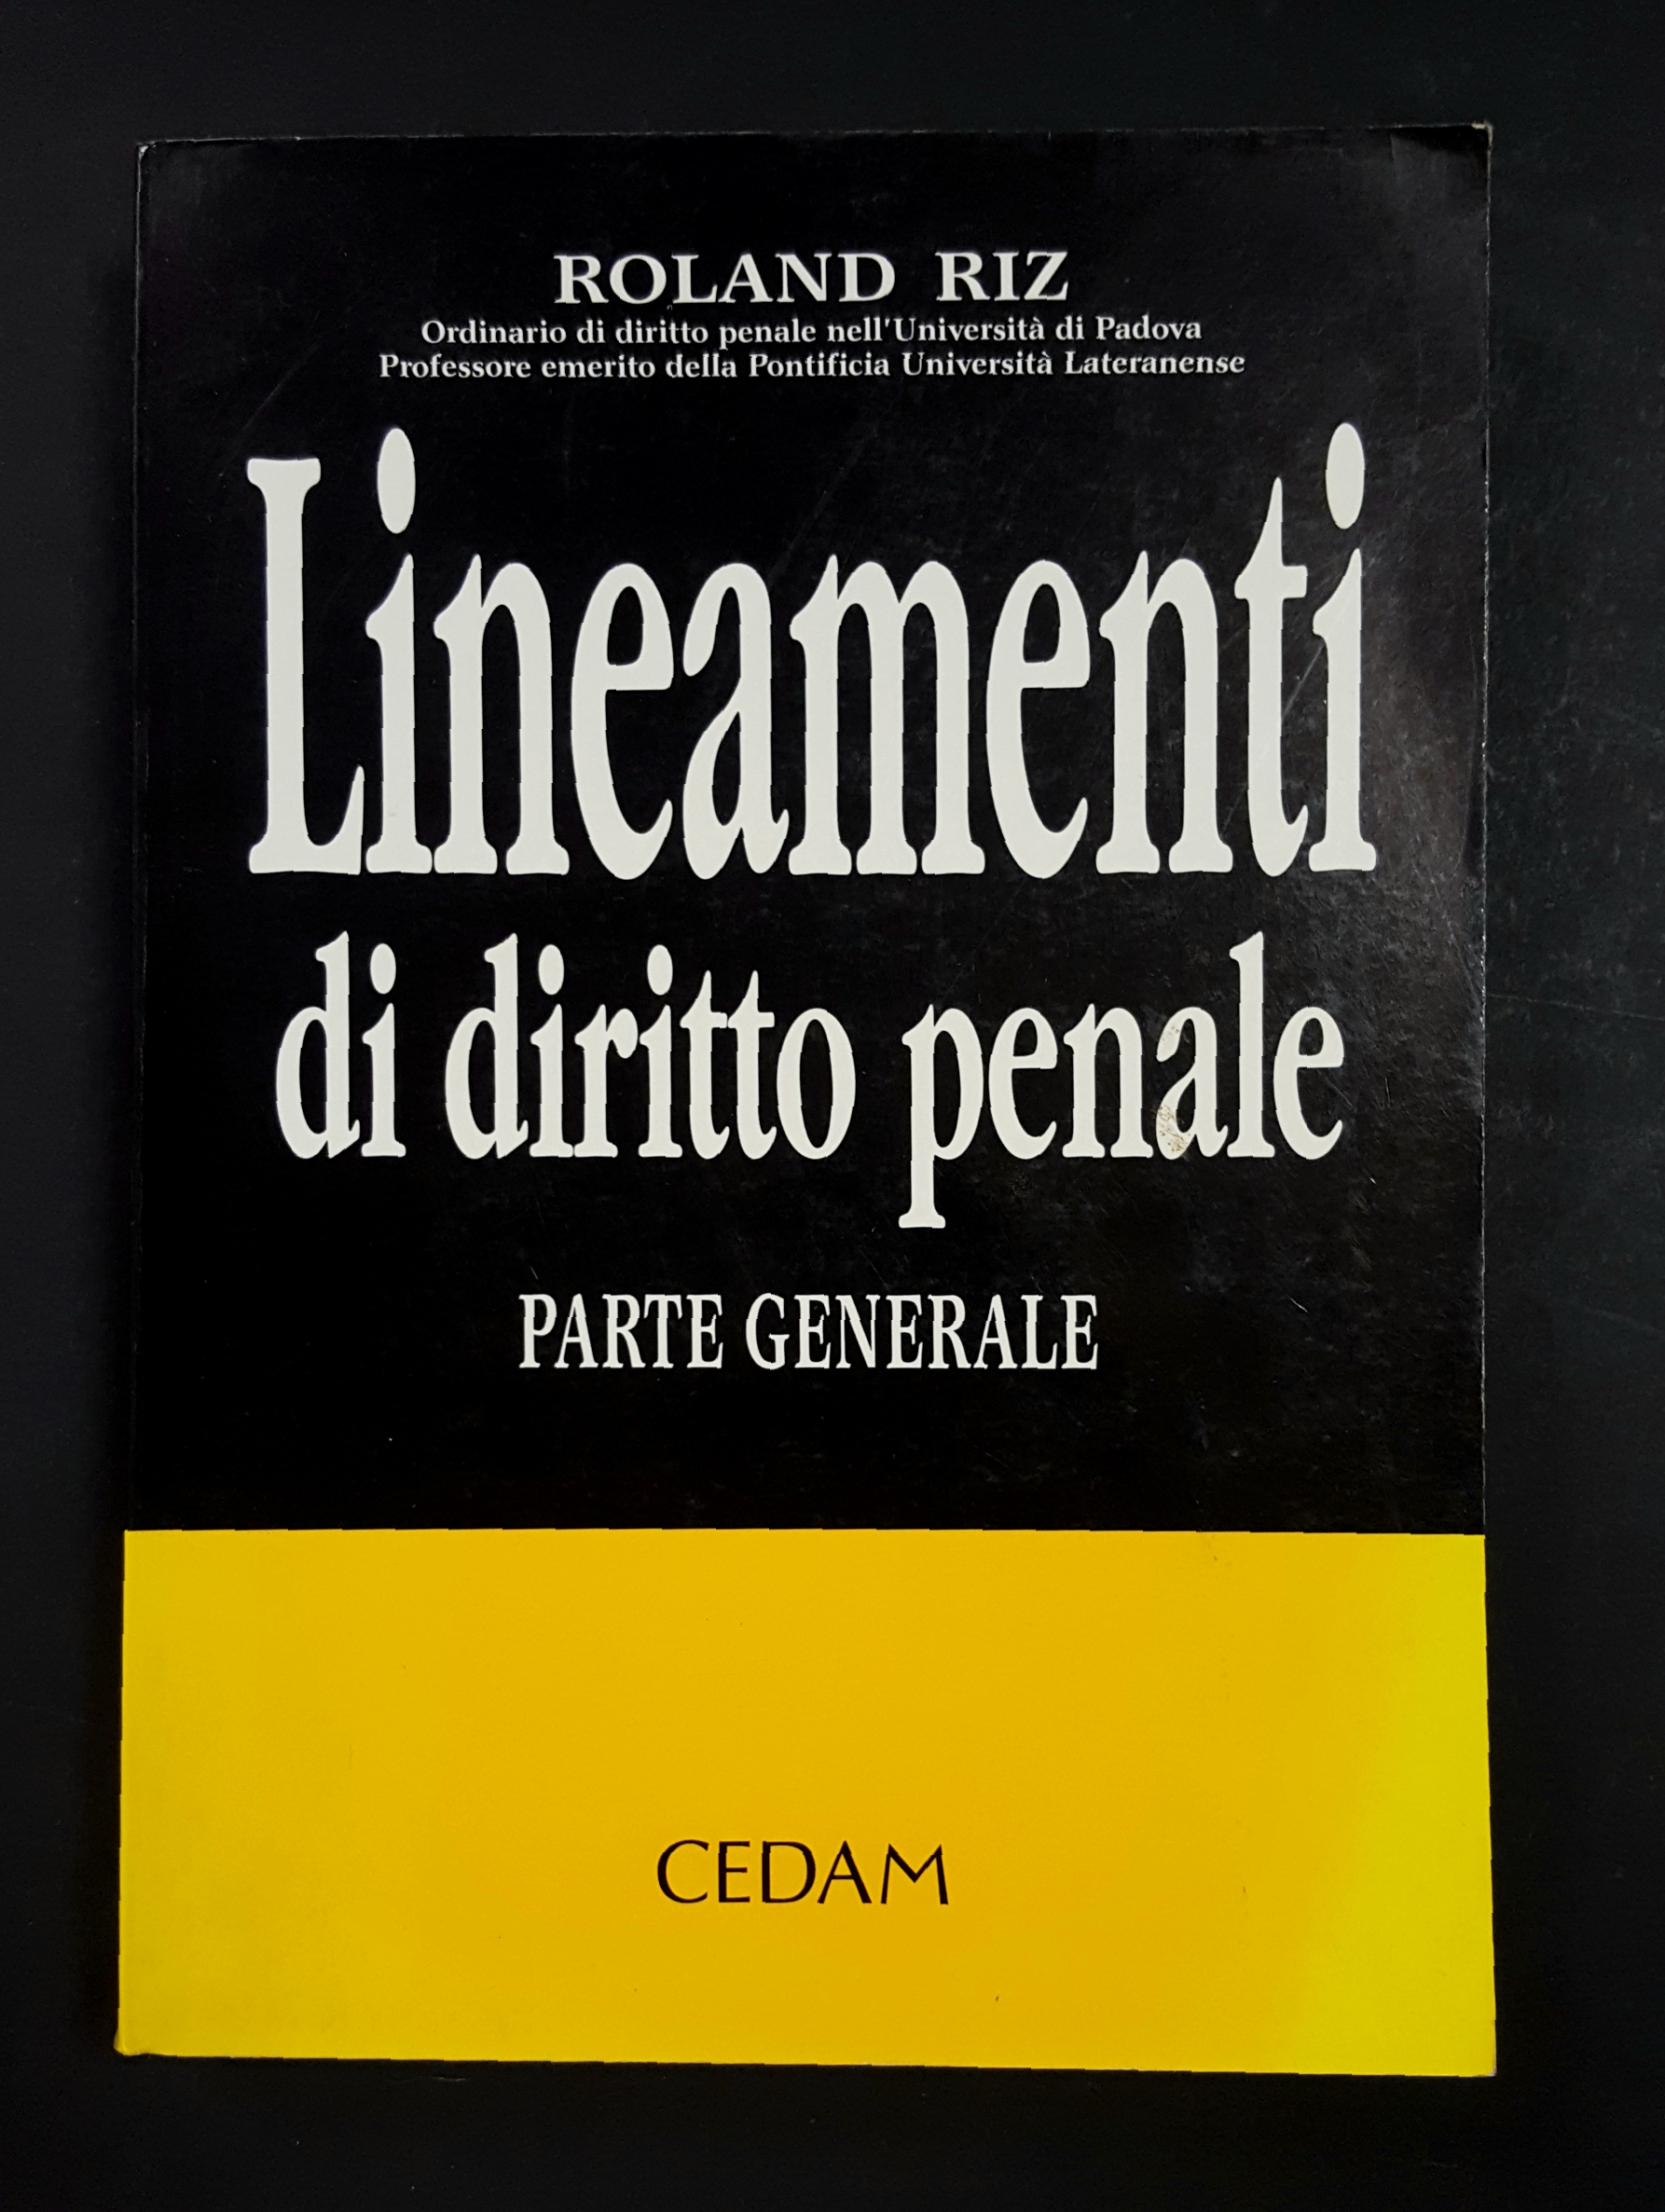 ROLAND RIZ
Ordinario di diritto penale nell'Università di Padova
Professore emerito della Pontificia Università Lateranense
Lineamenti
di diritto penale
PARTE GENERALE
CEDAM